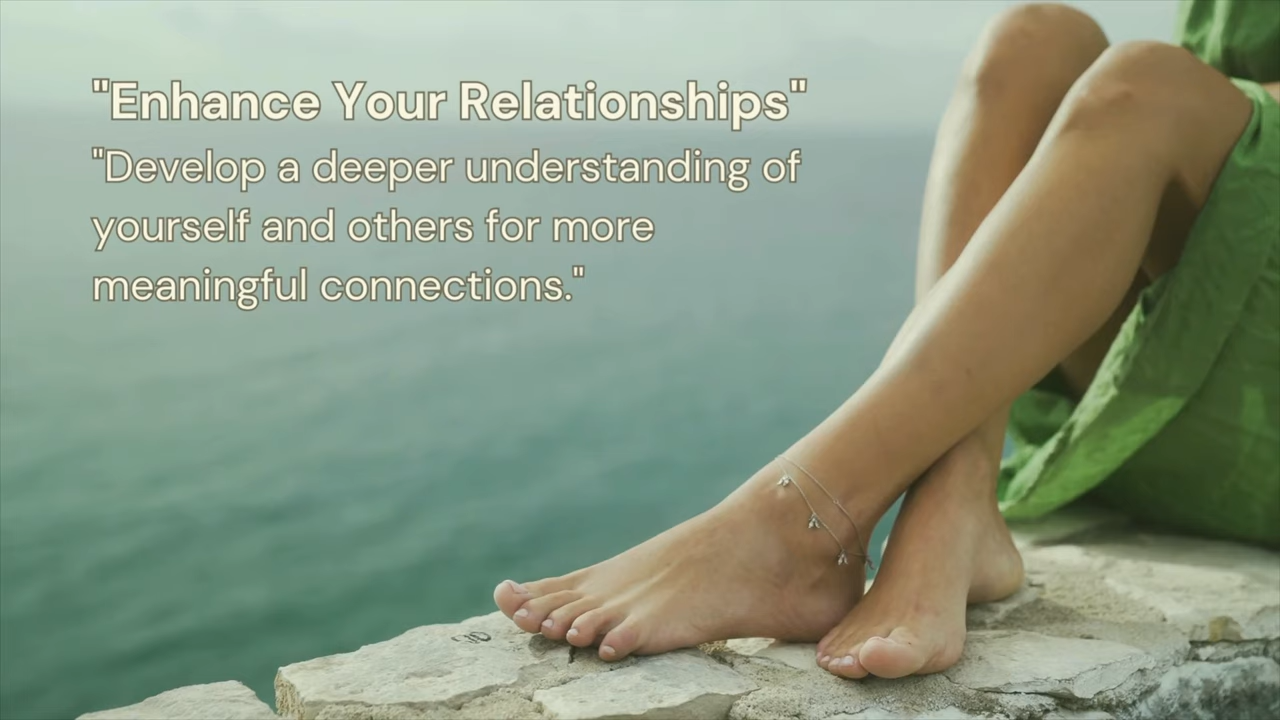 "Enhance Your Relationships"
"Develop a deeper understanding of
yourself and others for more
meaningful connections."